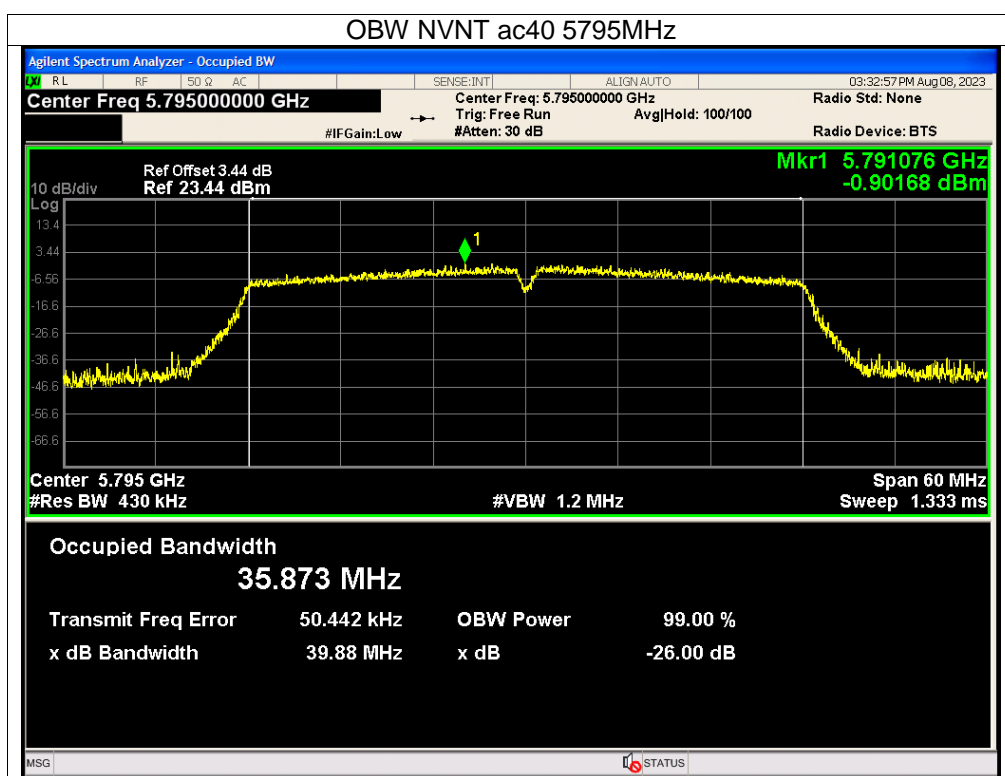 OBW NVNT ac40 5795MHz
Agilent Spectrum Analyzer - Occupied BW
LXI RL RF 50 Ω AC SENSE:INT ALIGN AUTO 03:32:57 PM Aug 08, 2023
Center Freq 5.795000000 GHz Center Freq: 5.795000000 GHz Radio Std: None
Trig: Free Run Avg|Hold: 100/100
#IFGain:Low #Atten: 30 dB Radio Device: BTS
Mkr1 5.791076 GHz
Ref Offset 3.44 dB
10 dB/div Ref 23.44 dBm -0.90168 dBm
Log
13.4
1
3.44
-6.56
-16.6
-26.6
-36.6
-46.6
-56.6
-66.6
Center 5.795 GHz Span 60 MHz
#Res BW 430 kHz #VBW 1.2 MHz Sweep 1.333 ms
Occupied Bandwidth
35.873 MHz
Transmit Freq Error 50.442 kHz OBW Power 99.00 %
x dB Bandwidth 39.88 MHz x dB -26.00 dB
MSG STATUS